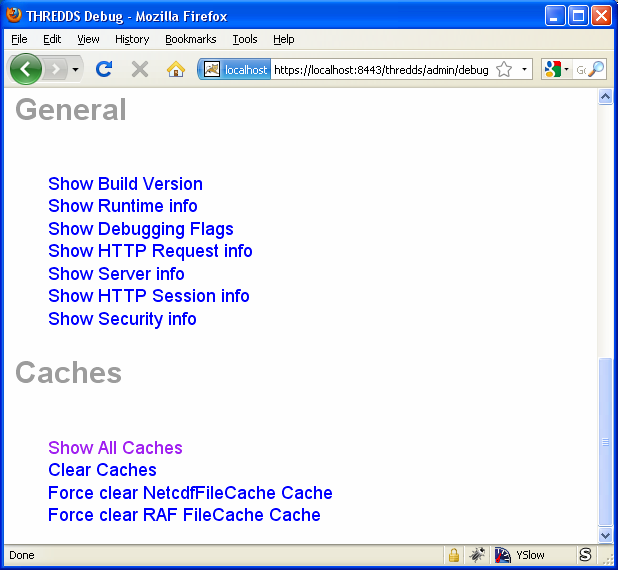 THREDDS Debug - Mozilla Firefox
File Edit View History Bookmarks Tools Help
localhost https://localhost:8443/thredds/admin/debug
General
Show Build Version
Show Runtime info
Show Debugging Flags
Show HTTP Request info
Show Server info
Show HTTP Session info
Show Security info
Caches
Show All Caches
Clear Caches
Force clear NetcdfFileCache Cache
Force clear RAF FileCache Cache
Done YSlow